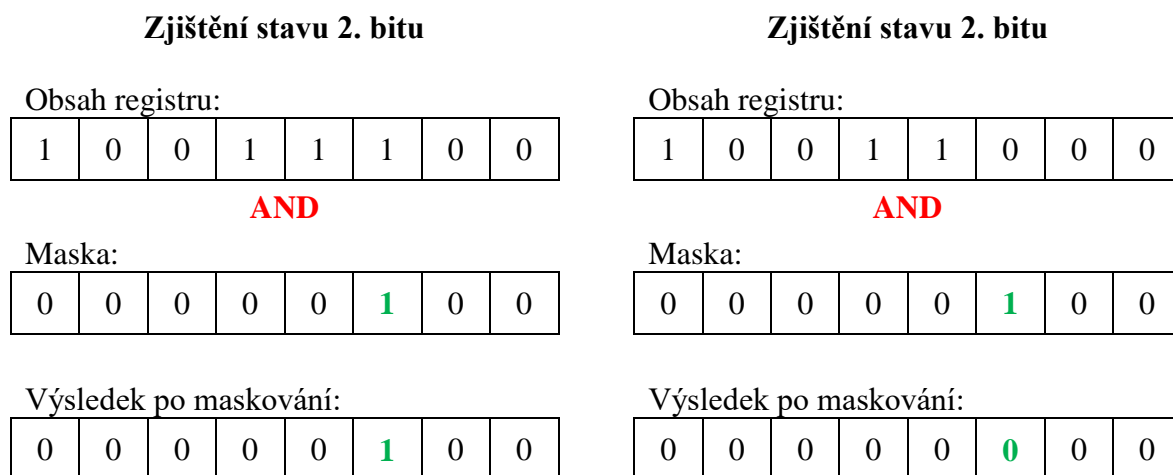 Zjištění stavu 2. bitu
Obsah registru:
1 0 0 1 1 1 0 0
AND
Maska:
0 0 0 0 0 1 0 0
Výsledek po maskování:
0 0 0 0 0 1 0 0
Zjištění stavu 2. bitu
Obsah registru:
1 0 0 1 1 0 0 0
AND
Maska:
0 0 0 0 0 1 0 0
Výsledek po maskování:
0 0 0 0 0 0 0 0